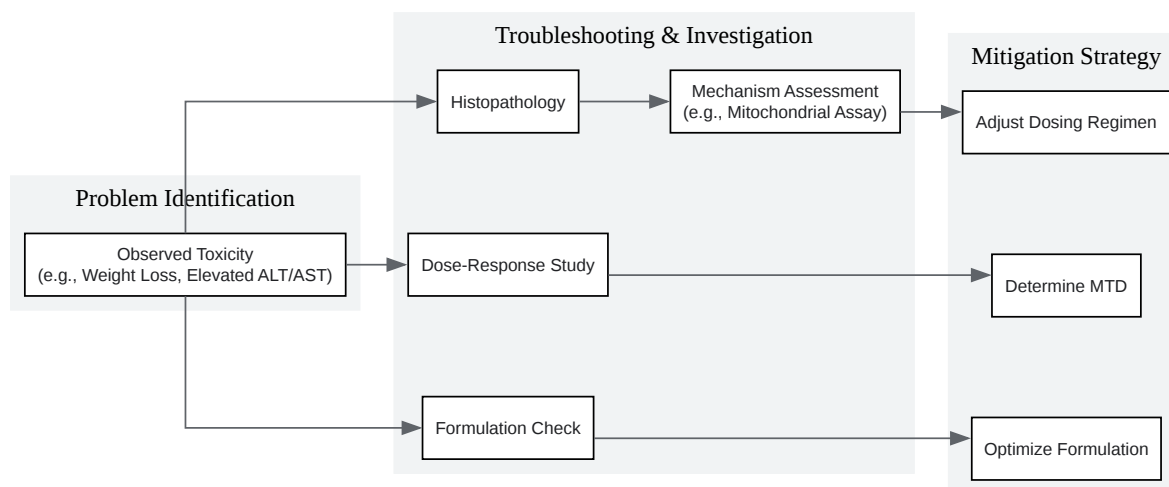 Troubleshooting & Investigation
Mitigation Strategy
Histopathology
Mechanism Assessment
(e.g., Mitochondrial Assay)
Adjust Dosing Regimen
Problem Identification
Observed Toxicity
(e.g., Weight Loss, Elevated ALT/AST)
Dose-Response Study
Determine MTD
Formulation Check
Optimize Formulation